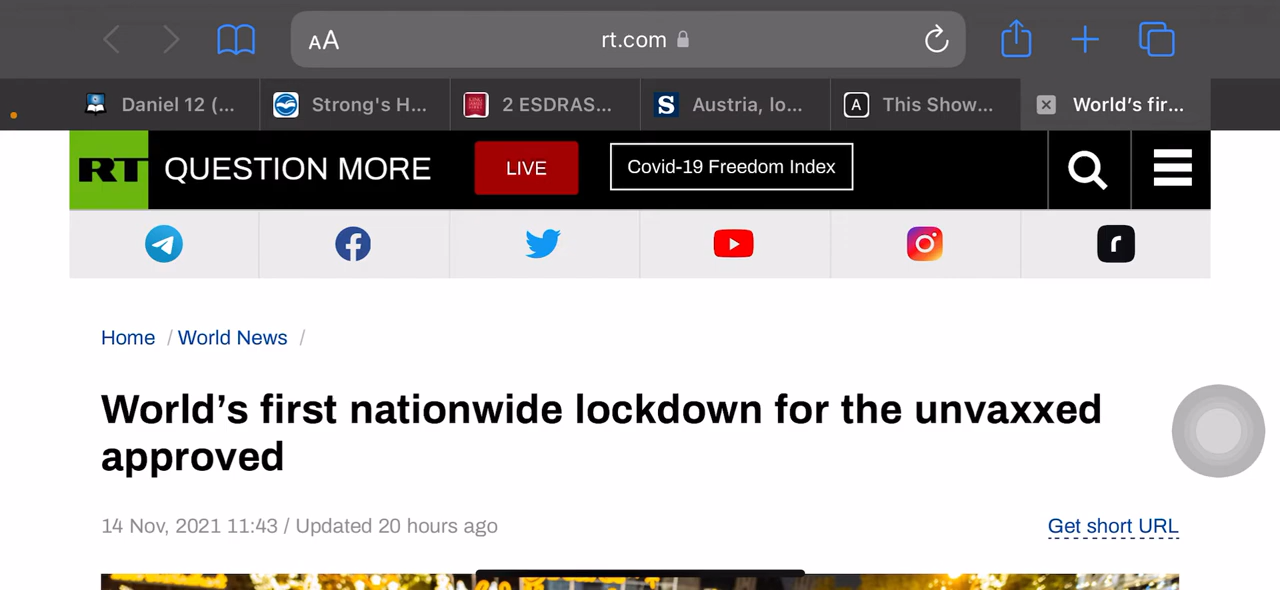 AA rt.com
Daniel 12 (...
Strong's H...
2 ESDRAS...
S Austria, lo...
A This Show...
World's fir...
RT QUESTION MORE LIVE Covid-19 Freedom Index
Home / World News /
World's first nationwide lockdown for the unvaxxed
approved
14 Nov, 2021 11:43 / Updated 20 hours ago
Get short URL